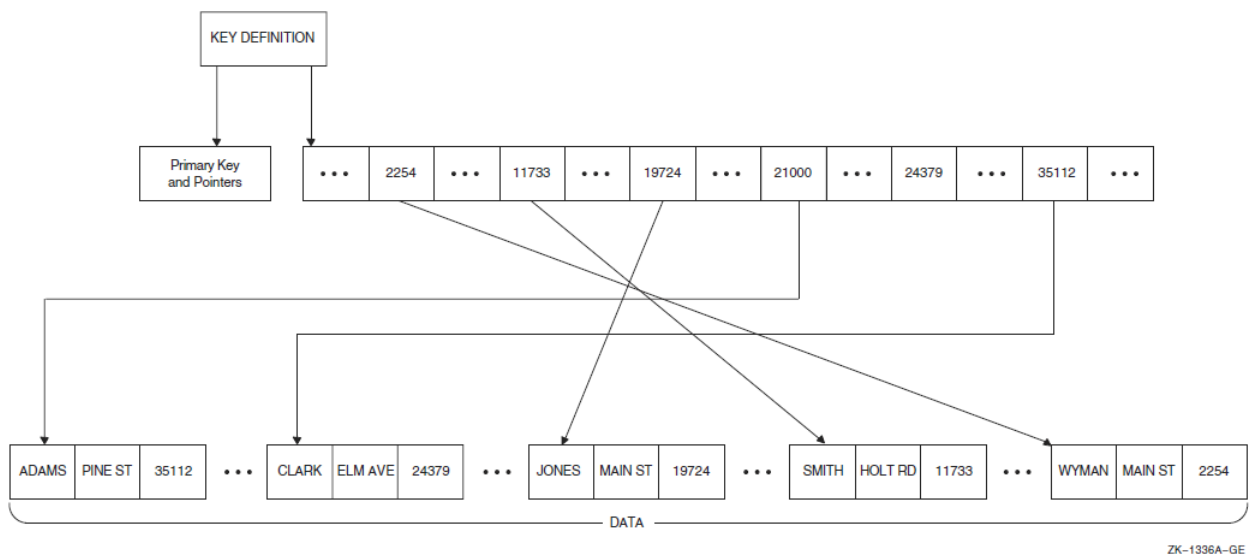 KEY DEFINITION
Primary Key
and Pointers
• • • 2254 • • • 11733 • • • 19724 • • • 21000 • • • 24379 • • • 35112 • • •
ADAMS PINE ST 35112 • • • CLARK ELM AVE 24379 • • • JONES MAIN ST 19724 • • • SMITH HOLT RD 11733 • • • WYMAN MAIN ST 2254
DATA
ZK–1336A–GE